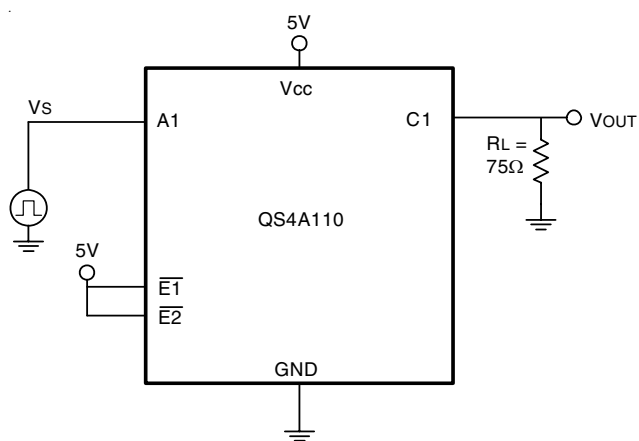 5V
Vcc
Vs
A1
C1
VOUT
RL =
75Ω
QS4A110
5V
E1
E2
GND